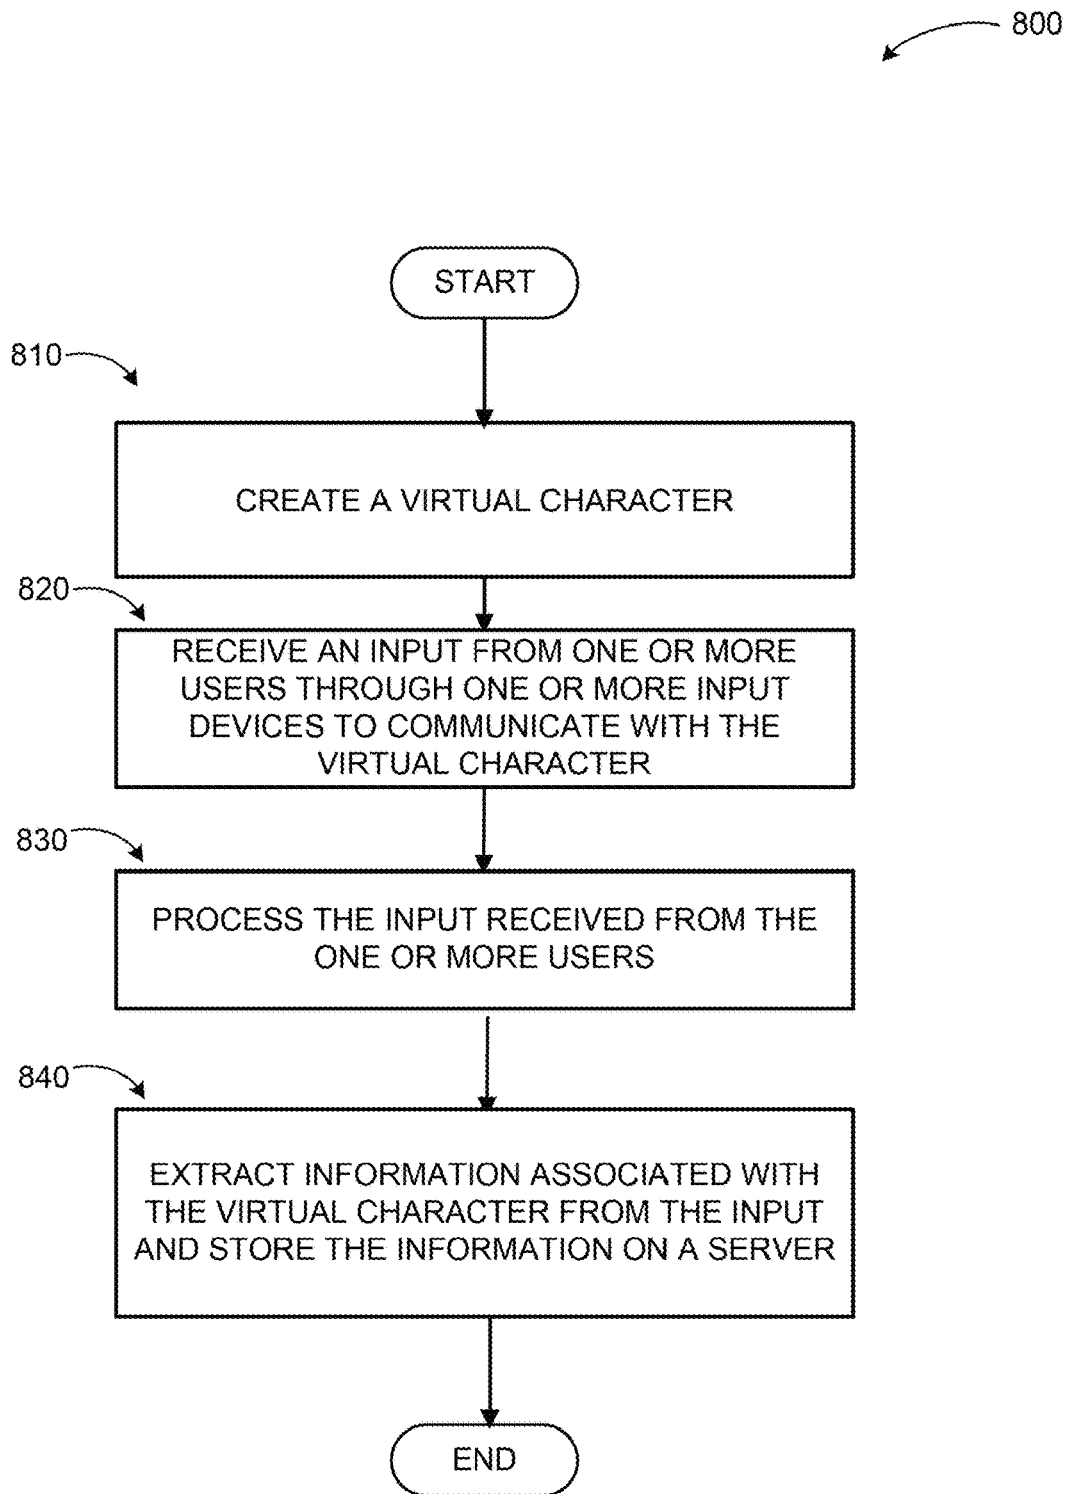 800
START
810
CREATE A VIRTUAL CHARACTER
820
RECEIVE AN INPUT FROM ONE OR MORE
USERS THROUGH ONE OR MORE INPUT
DEVICES TO COMMUNICATE WITH THE
VIRTUAL CHARACTER
830
PROCESS THE INPUT RECEIVED FROM THE
ONE OR MORE USERS
840
EXTRACT INFORMATION ASSOCIATED WITH
THE VIRTUAL CHARACTER FROM THE INPUT
AND STORE THE INFORMATION ON A SERVER
END